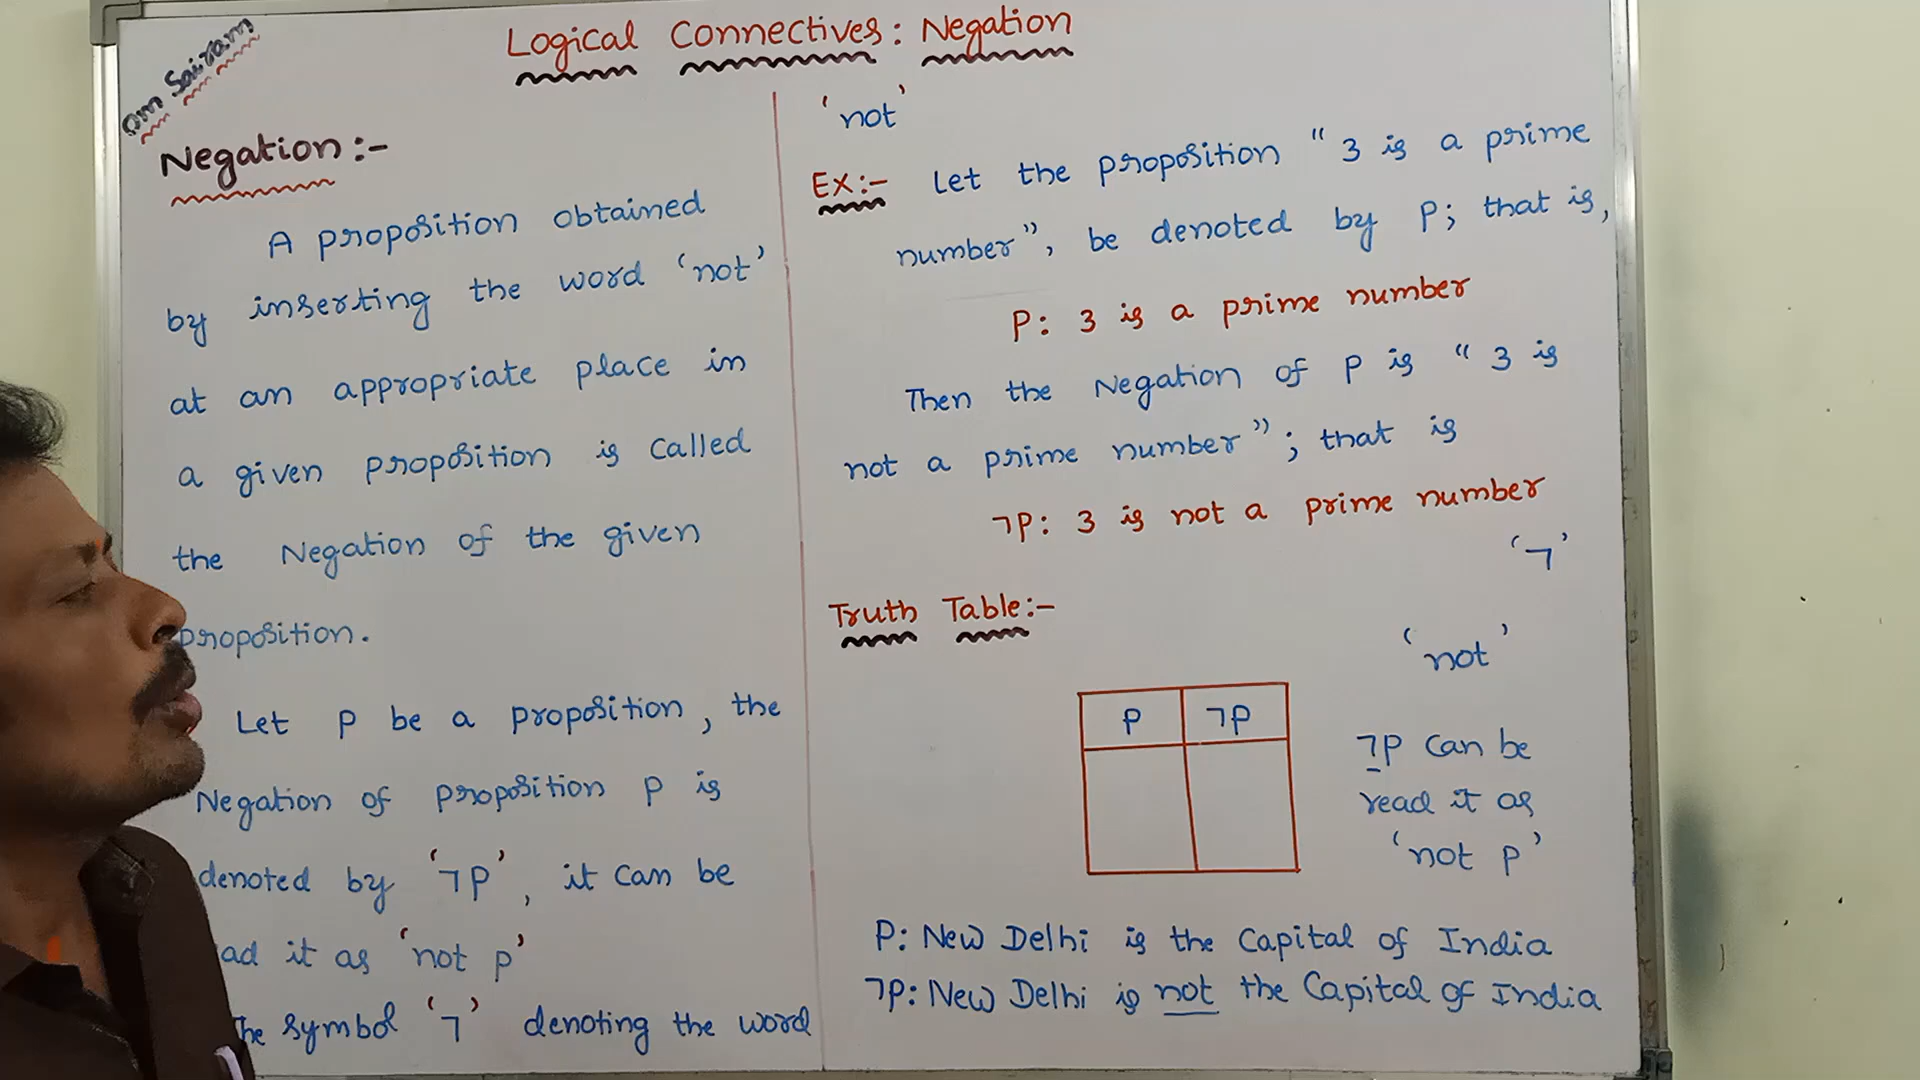 Om Sairam
Logical Connectives: Negation
Negation:-
A proposition obtained
by inserting the word 'not'
at an appropriate place in
a given proposition is called
the Negation of the given
proposition.
Let P be a proposition, the
Negation of proposition P is
denoted by '¬P', it can be
ad it as 'not P'
he symbol '¬' denoting the word
'not'
Ex:- Let the proposition "3 is a prime
number", be denoted by P; that is,
P: 3 is a prime number
Then the Negation of P is "3 is
not a prime number"; that is
¬P: 3 is not a prime number
'¬'
Truth Table:-
'not'
P ¬P
¬P can be
read it as
'not P'
P: New Delhi is the Capital of India
¬P: New Delhi is not the Capital of India